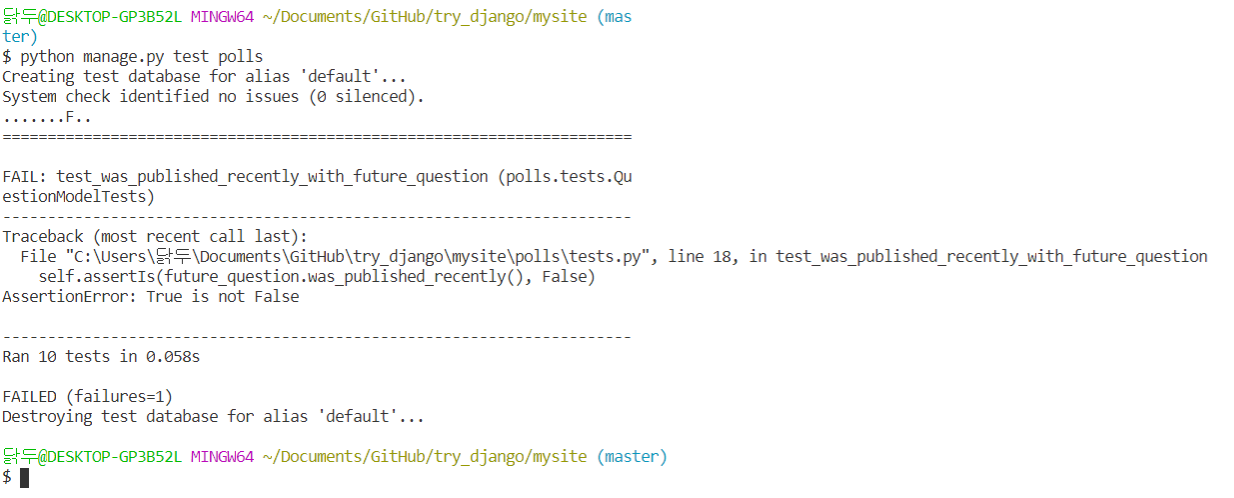 닭두@DESKTOP-GP3B52L MINGW64 ~/Documents/GitHub/try_django/mysite (mas
ter)
$ python manage.py test polls
Creating test database for alias 'default'...
System check identified no issues (0 silenced).
.......F..
======================================================================
FAIL: test_was_published_recently_with_future_question (polls.tests.Qu
estionModelTests)
----------------------------------------------------------------------
Traceback (most recent call last):
  File "C:\Users\닭두\Documents\GitHub\try_django\mysite\polls\tests.py", line 18, in test_was_published_recently_with_future_question
    self.assertIs(future_question.was_published_recently(), False)
AssertionError: True is not False
----------------------------------------------------------------------
Ran 10 tests in 0.058s
FAILED (failures=1)
Destroying test database for alias 'default'...
닭두@DESKTOP-GP3B52L MINGW64 ~/Documents/GitHub/try_django/mysite (master)
$